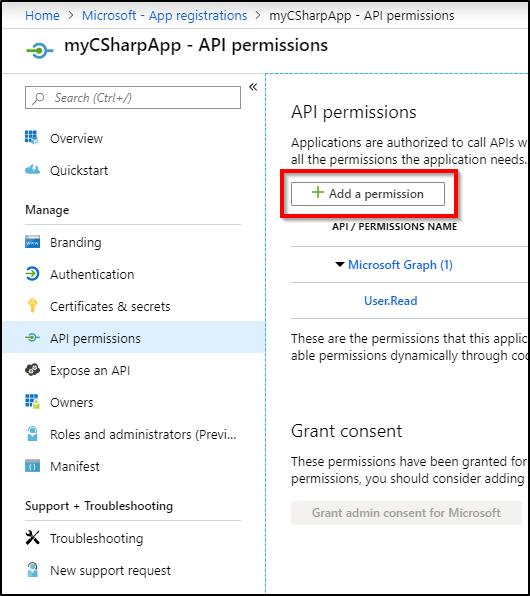 Home > Microsoft - App registrations > myCSharpApp - API permissions
myCSharpApp - API permissions
Search (Ctrl+/)
«
Overview
Quickstart
Manage
Branding
Authentication
Certificates & secrets
API permissions
Expose an API
Owners
Roles and administrators (Previ...
Manifest
Support + Troubleshooting
Troubleshooting
New support request
API permissions
Applications are authorized to call APIs w
all the permissions the application needs.
+ Add a permission
API / PERMISSIONS NAME
Microsoft Graph (1)
User.Read
These are the permissions that this applic
able permissions dynamically through co
Grant consent
These permissions have been granted for
permissions, you should consider adding
Grant admin consent for Microsoft